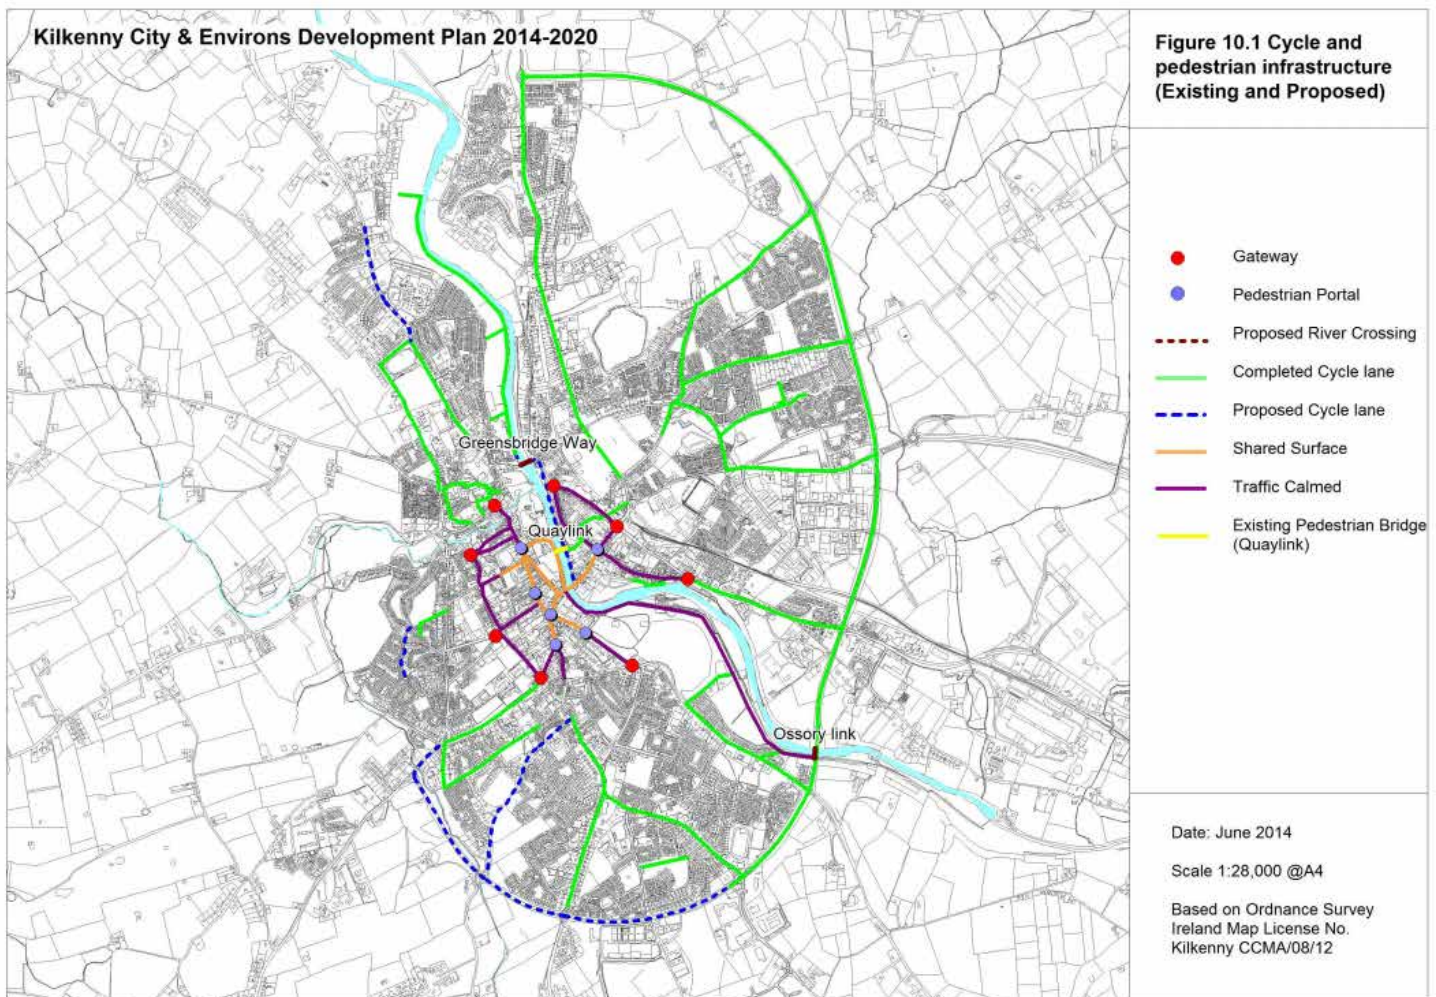 Kilkenny City & Environs Development Plan 2014-2020
Figure 10.1 Cycle and
pedestrian infrastructure
(Existing and Proposed)
Gateway
Pedestrian Portal
Proposed River Crossing
Completed Cycle lane
Proposed Cycle lane
Shared Surface
Traffic Calmed
Existing Pedestrian Bridge
(Quaylink)
Greensbridge Way
Quaylink
Ossory link
Date: June 2014
Scale 1:28,000 @A4
Based on Ordnance Survey
Ireland Map License No.
Kilkenny CCMA/08/12